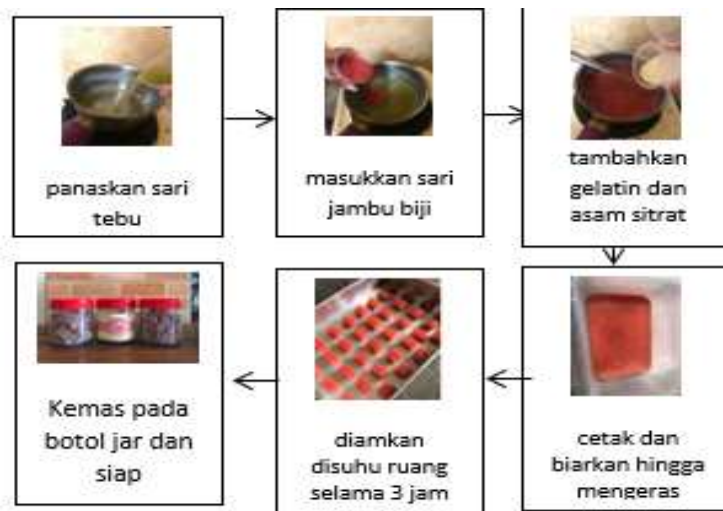 panaskan sari
tebu
masukkan sari
jambu biji
tambahkan
gelatin dan
asam sitrat
cetak dan
biarkan hingga
mengeras
diamkan
disuhu ruang
selama 3 jam
Kemas pada
botol jar dan
siap